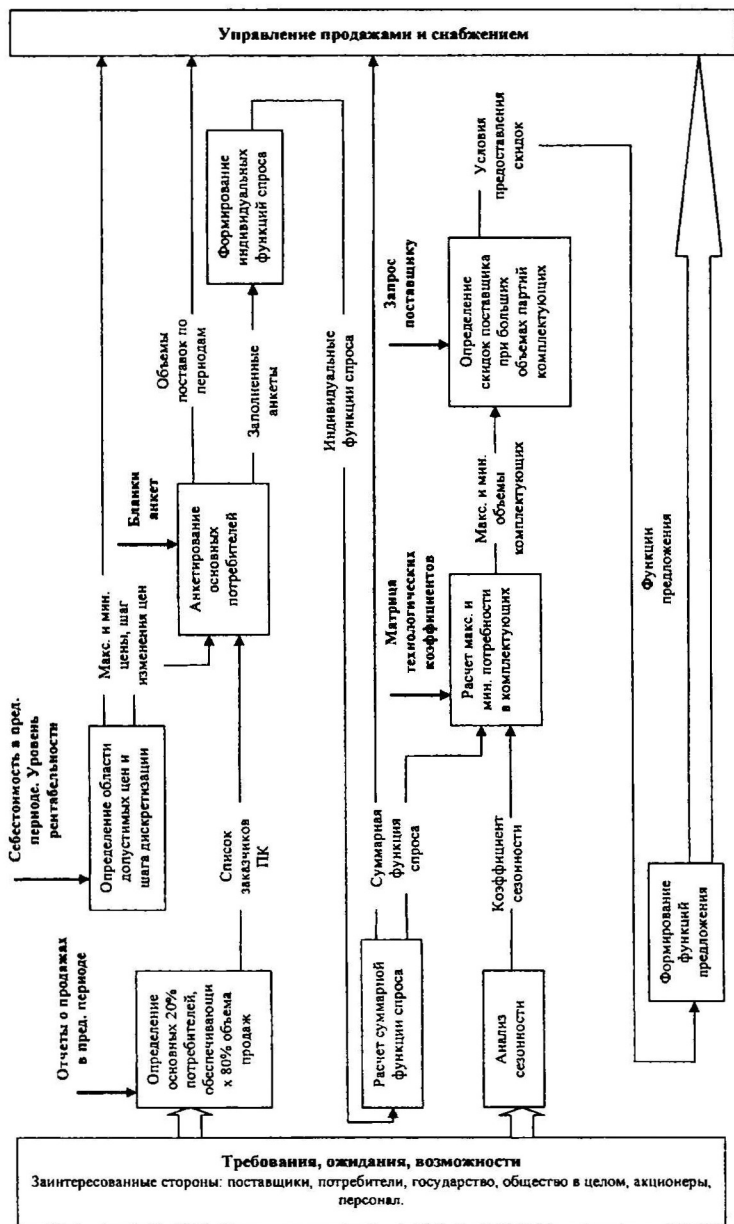 Управление продажами и снабжением
Себестоимость в пред.
периоде. Уровень
рентабельности
Определение области
допустимых цен и
шага дискретизации
Макс. и мин.
цены, шаг
изменения цен
Отчеты о продажах
в пред. периоде
Определение
основных 20%
потребителей,
обеспечивающи
х 80% объема
продаж
Список
заказчиков
ПК
Бланки
анкет
Анкетирование
основных
потребителей
Объемы
поставок по
периодам
Заполненные
анкеты
Формирование
индивидуальных
функций спроса
Индивидуальные
функции спроса
Расчет суммарной
функции спроса
Суммарная
функция
спроса
Матрица
технологических
коэффициентов
Расчет макс. и
мин. потребности
в комплектующих
Макс. и мин.
объемы
комплектующих
Запрос
поставщику
Определение
скидок поставщика
при больших
объемах партий
комплектующих
Условия
предоставления
скидок
Анализ
сезонности
Коэффициент
сезонности
Функции
предложения
Формирование
функций
предложения
Требования, ожидания, возможности
Заинтересованные стороны: поставщики, потребители, государство, общество в целом, акционеры,
персонал.